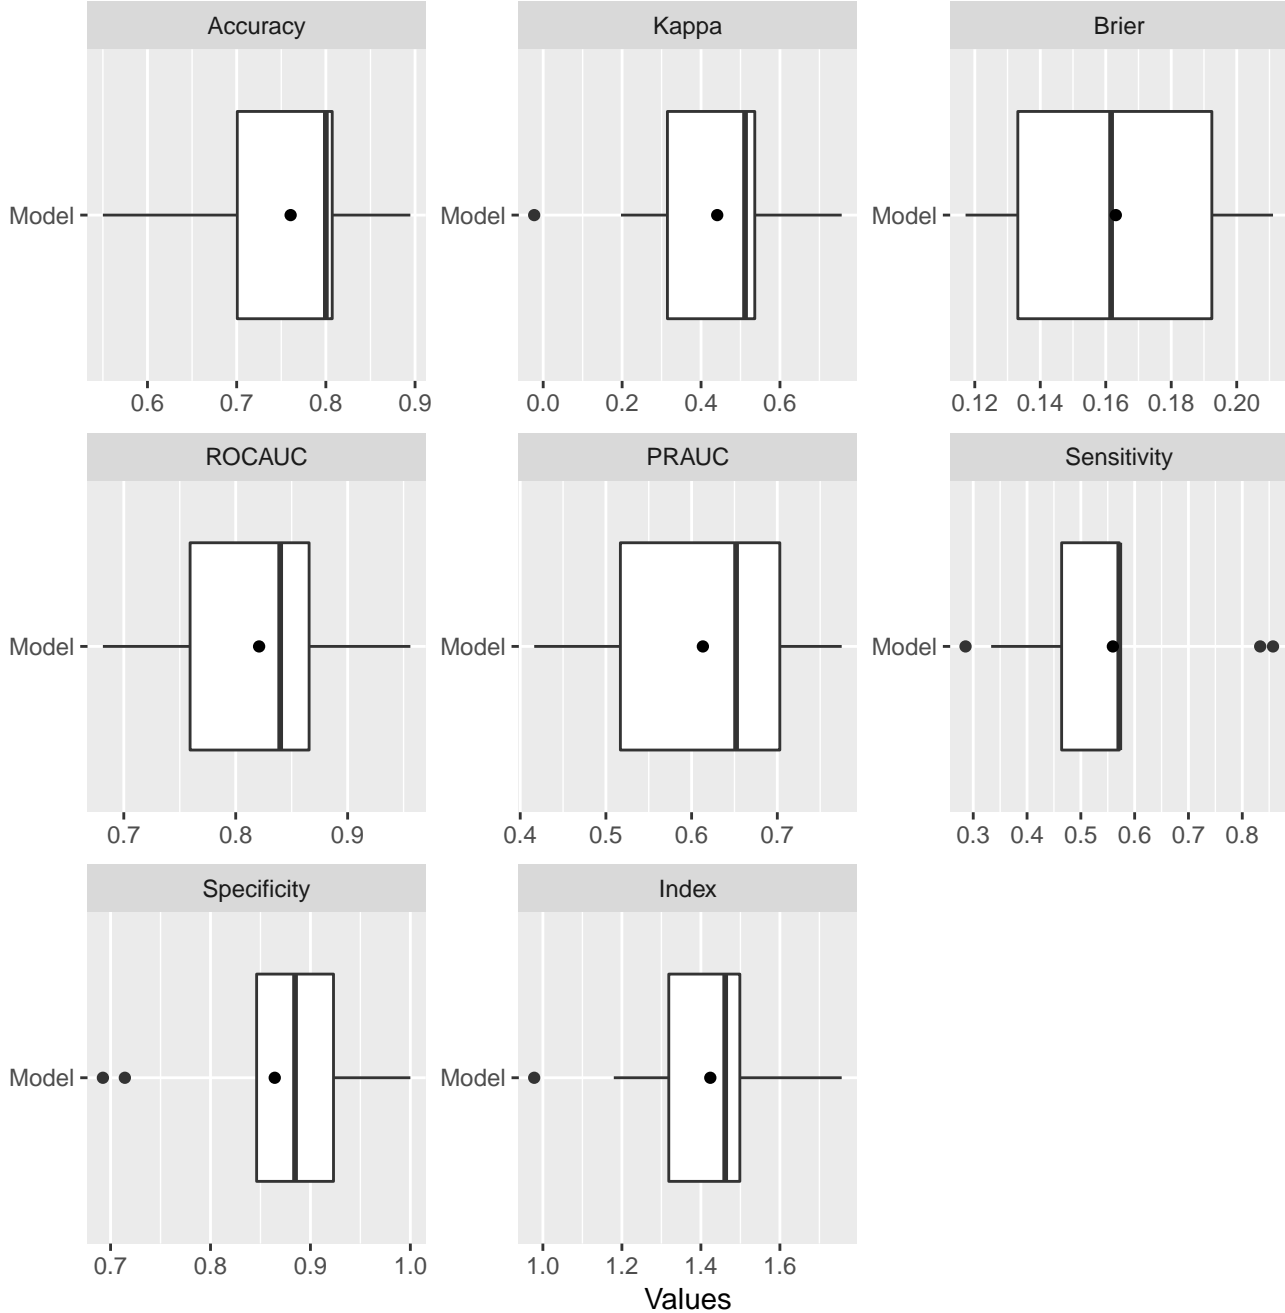 Accuracy Kappa Brier
Model Model Model
0.6 0.7 0.8 0.9 0.0 0.2 0.4 0.6 0.12 0.14 0.16 0.18 0.20
ROCAUC PRAUC Sensitivity
Model Model Model
0.7 0.8 0.9 0.4 0.5 0.6 0.7 0.3 0.4 0.5 0.6 0.7 0.8
Specificity Index
Model Model
0.7 0.8 0.9 1.0 1.0 1.2 1.4 1.6
Values